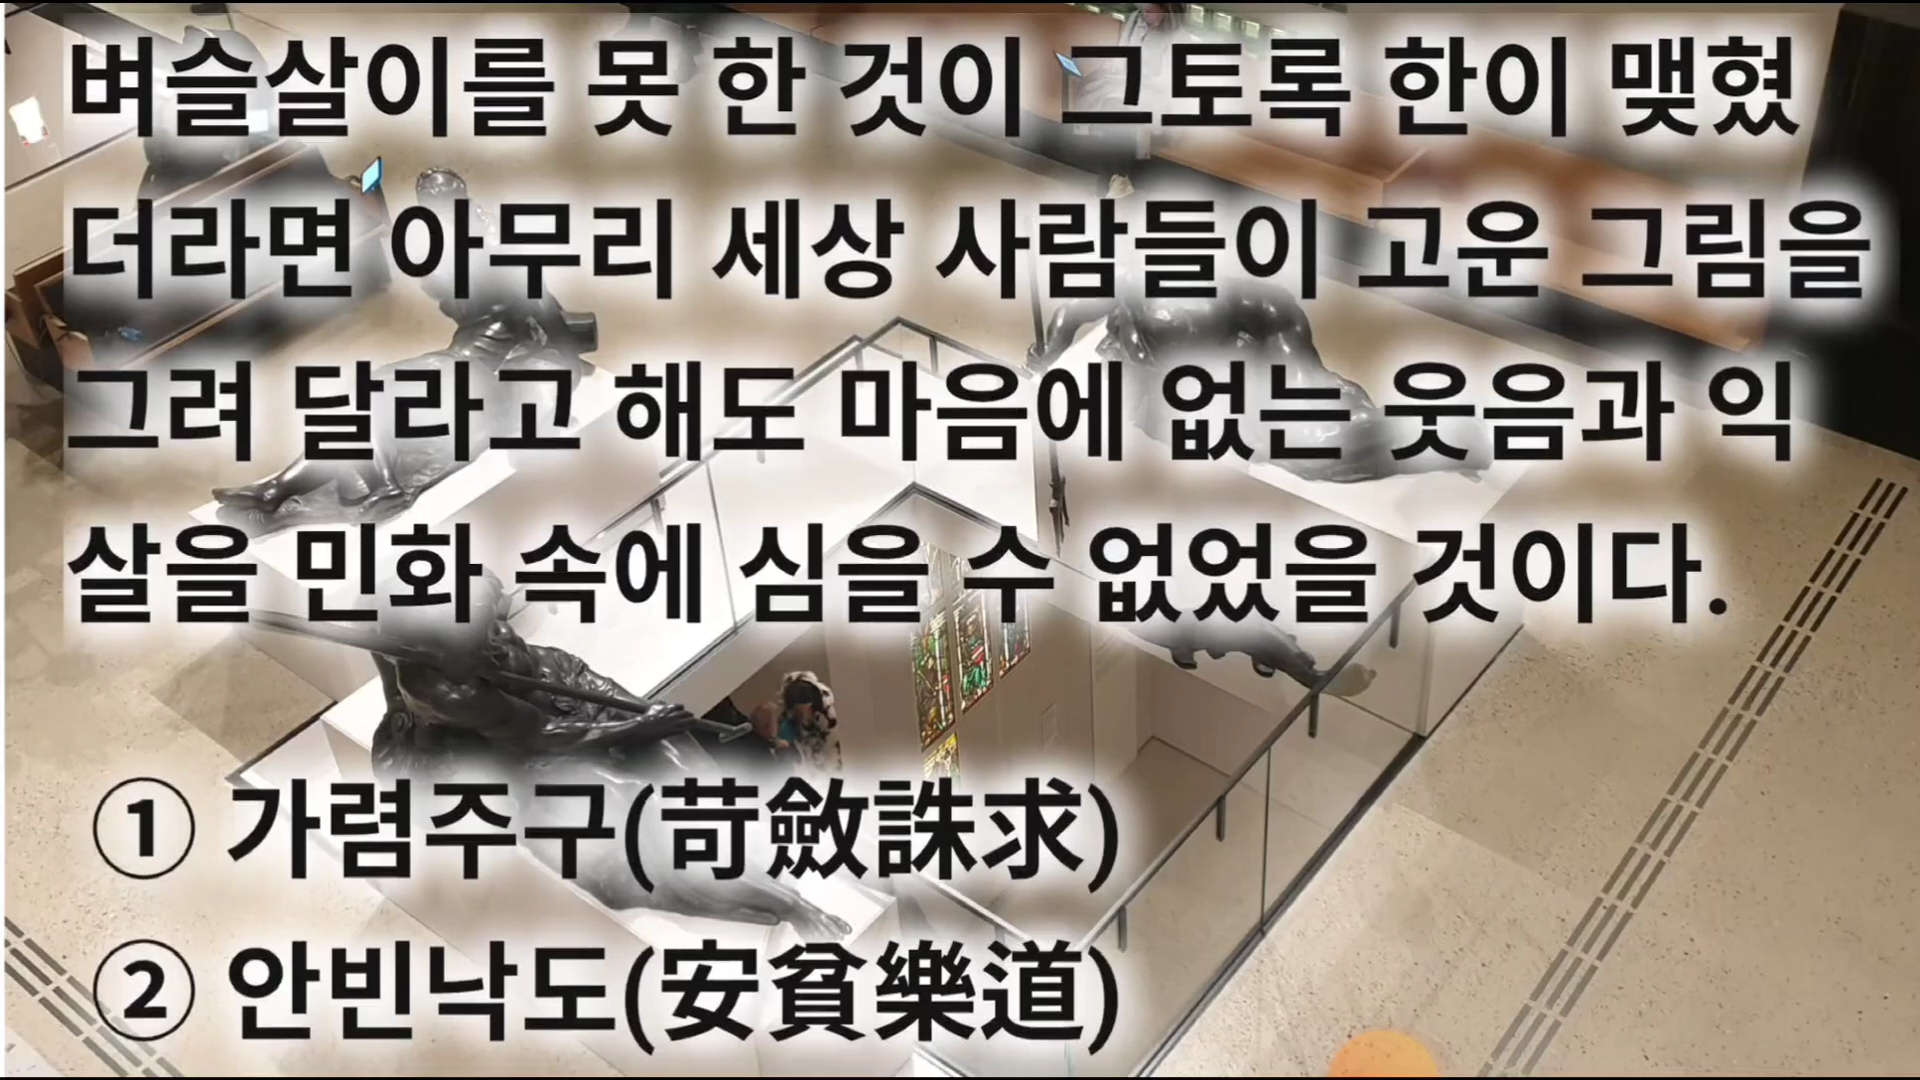 벼슬살이를 못 한 것이 그토록 한이 맺혔
더라면 아무리 세상 사람들이 고운 그림을
그려 달라고 해도 마음에 없는 웃음과 익
살을 민화 속에 심을 수 없었을 것이다.
① 가렴주구(苛斂誅求)
② 안빈낙도(安貧樂道)